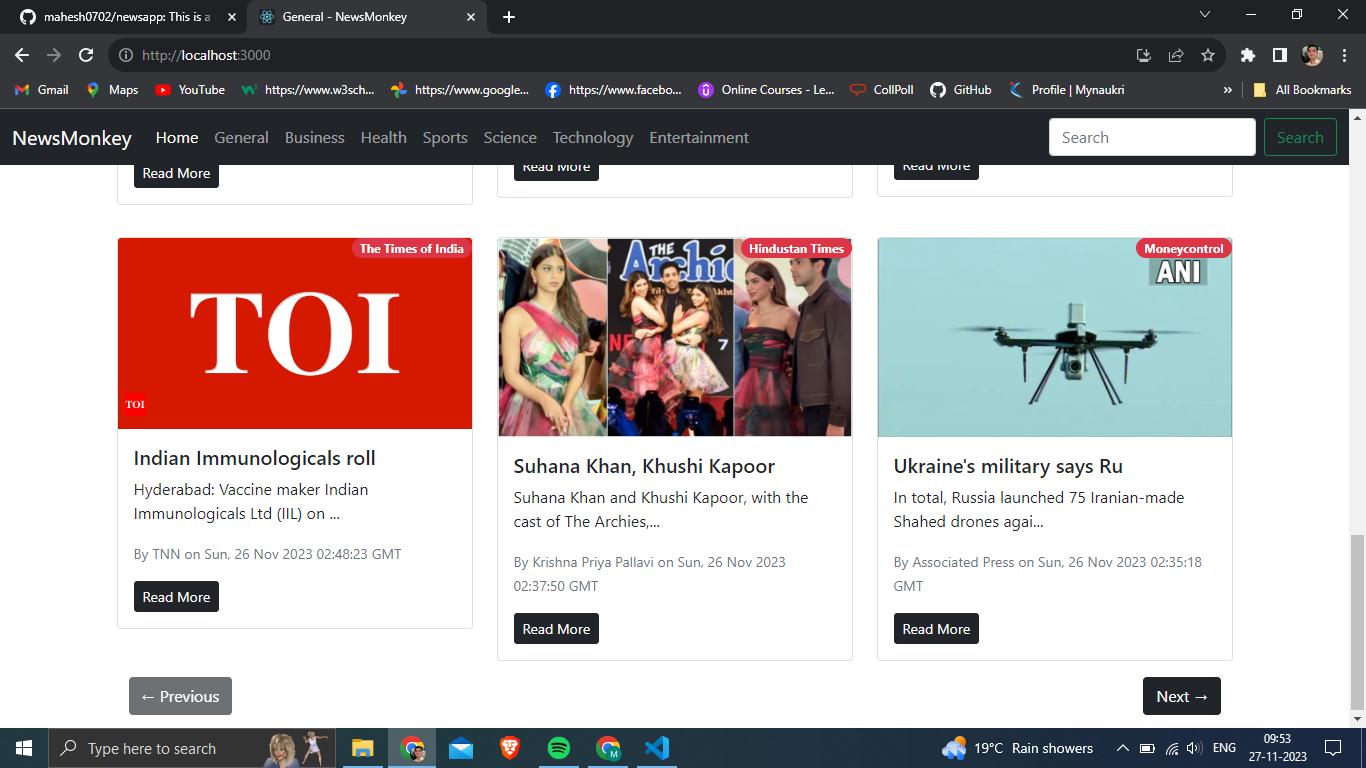 mahesh0702/newsapp: This is a
General - NewsMonkey
http://localhost:3000
Gmail
Maps
YouTube
https://www.w3sch...
https://www.google...
https://www.facebo...
Online Courses - Le...
CollPoll
GitHub
Profile | Mynaukri
»
All Bookmarks
NewsMonkey
Home
General
Business
Health
Sports
Science
Technology
Entertainment
Search
Search
Read More
Read More
Read More
The Times of India
TOI
TOI
Indian Immunologicals roll
Hyderabad: Vaccine maker Indian
Immunologicals Ltd (IIL) on ...
By TNN on Sun, 26 Nov 2023 02:48:23 GMT
Read More
Hindustan Times
THE
Archie
Akht
7
Suhana Khan, Khushi Kapoor
Suhana Khan and Khushi Kapoor, with the
cast of The Archies,...
By Krishna Priya Pallavi on Sun, 26 Nov 2023
02:37:50 GMT
Read More
Moneycontrol
ANI
Ukraine's military says Ru
In total, Russia launched 75 Iranian-made
Shahed drones agai...
By Associated Press on Sun, 26 Nov 2023 02:35:18
GMT
Read More
← Previous
Next →
Type here to search
M
19°C Rain showers
ENG
09:53
27-11-2023